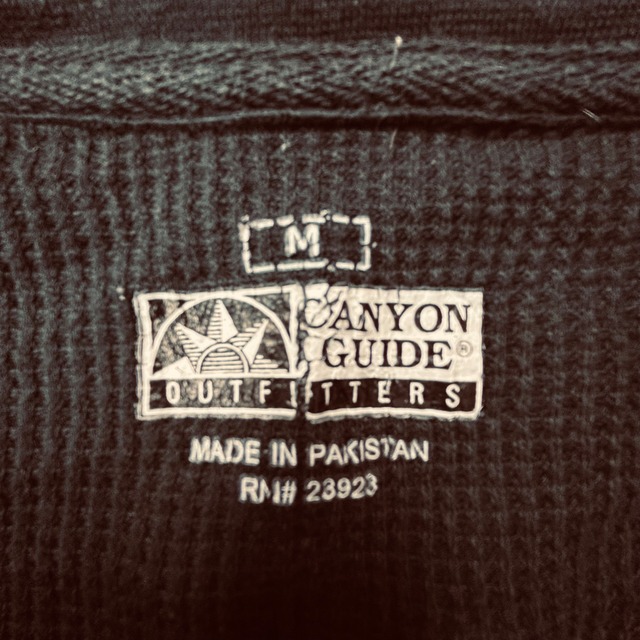 M
CANYON
GUIDE®
OUTFITTERS
MADE IN PAKISTAN
RN# 23923